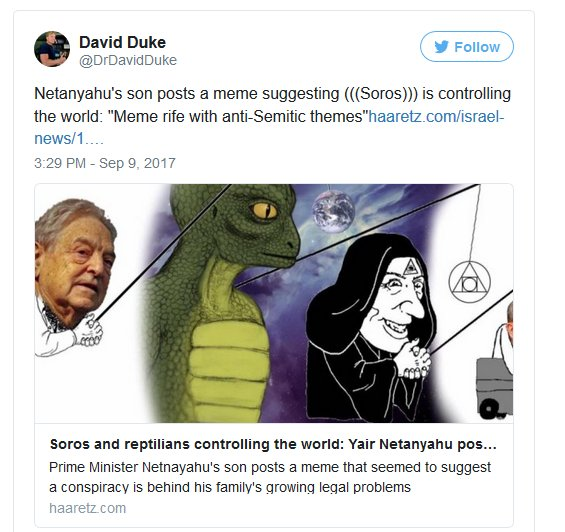 David Duke
@DrDavidDuke
Follow
Netanyahu's son posts a meme suggesting (((Soros))) is controlling
the world: "Meme rife with anti-Semitic themes"haaretz.com/israel-
news/1....
3:29 PM - Sep 9, 2017
Soros and reptilians controlling the world: Yair Netanyahu pos...
Prime Minister Netnayahu's son posts a meme that seemed to suggest
a conspiracy is behind his family's growing legal problems
haaretz.com